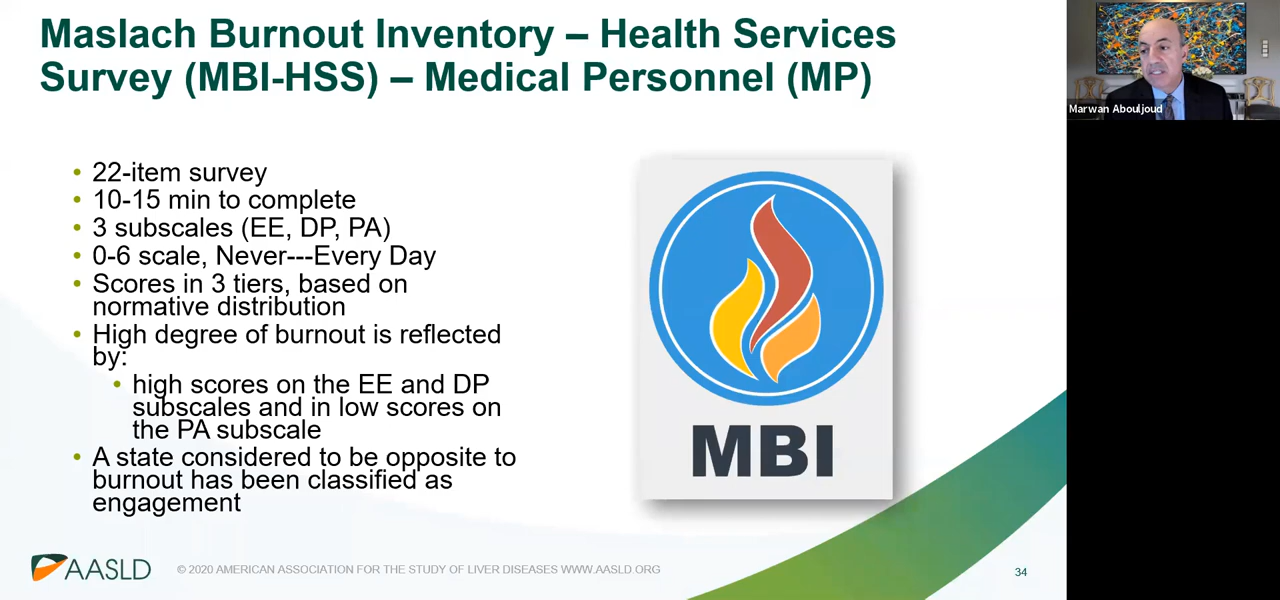 Maslach Burnout Inventory – Health Services
Survey (MBI-HSS) – Medical Personnel (MP)
Marwan Abouljoud
• 22-item survey
• 10-15 min to complete
• 3 subscales (EE, DP, PA)
• 0-6 scale, Never---Every Day
• Scores in 3 tiers, based on
normative distribution
• High degree of burnout is reflected
by:
• high scores on the EE and DP
subscales and in low scores on
the PA subscale
• A state considered to be opposite to
burnout has been classified as
engagement
MBI
AASLD
© 2020 AMERICAN ASSOCIATION FOR THE STUDY OF LIVER DISEASES WWW.AASLD.ORG
34